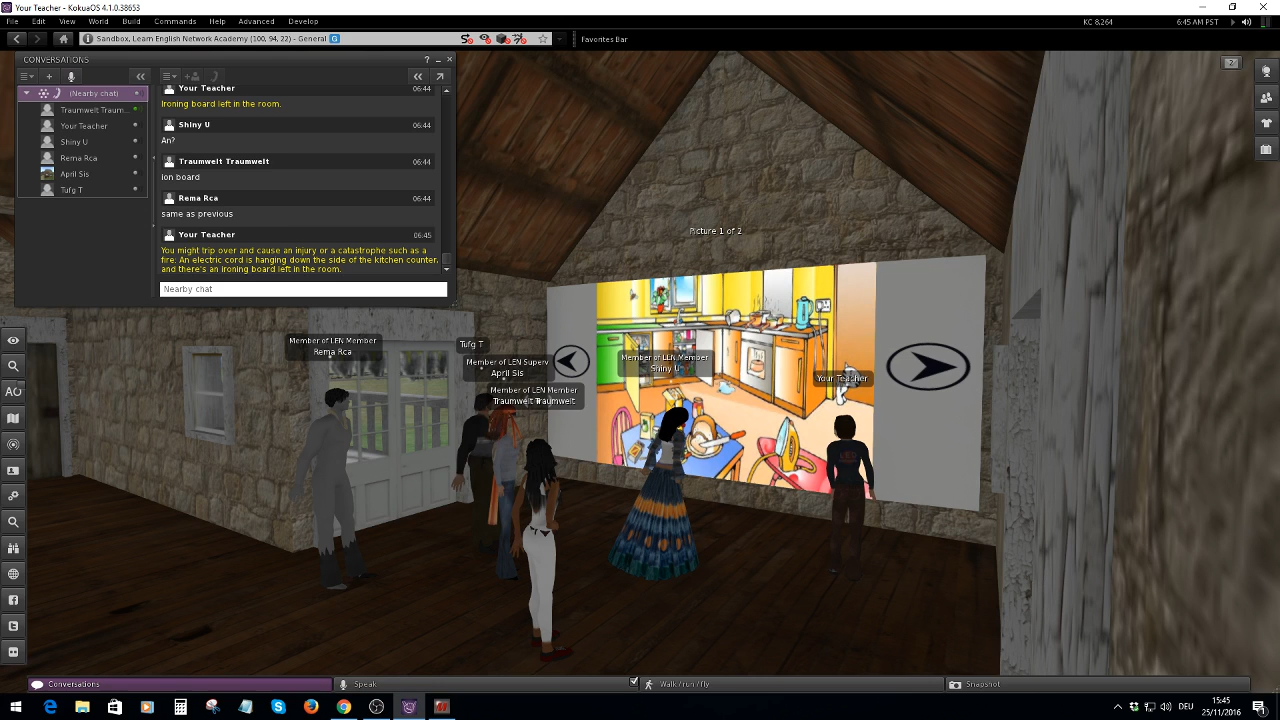 Your Teacher - KokuaOS 4.1.0.38653
File Edit View World Build Commands Help Advanced Develop
KC 8,264
6:45 AM PST
Sandbox, Learn English Network Academy (100, 94, 22) - General G
Favorites Bar
CONVERSATIONS
?
2
(Nearby chat)
Traumwelt Traum...
Your Teacher
Shiny U
Rema Rca
April Sis
Tufg T
Your Teacher 06:44
Ironing board left in the room.
Shiny U 06:44
An?
Traumwelt Traumwelt 06:44
ion board
Rema Rca 06:44
same as previous
Your Teacher 06:45
You might trip over and cause an injury or a catastrophe such as a
fire: An electric cord is hanging down the side of the kitchen counter,
and there's an ironing board left in the room.
Nearby chat
Picture 1 of 2
Member of LEN Member
Rema Rca
Tufg T
Member of LEN Superv
April Sis
Member of LEN Member
Traumwelt Traumwelt
Member of LEN Member
Shiny U
Your Teacher
AO
Conversations
Speak
Walk / run / fly
Snapshot
DEU
15:45
25/11/2016